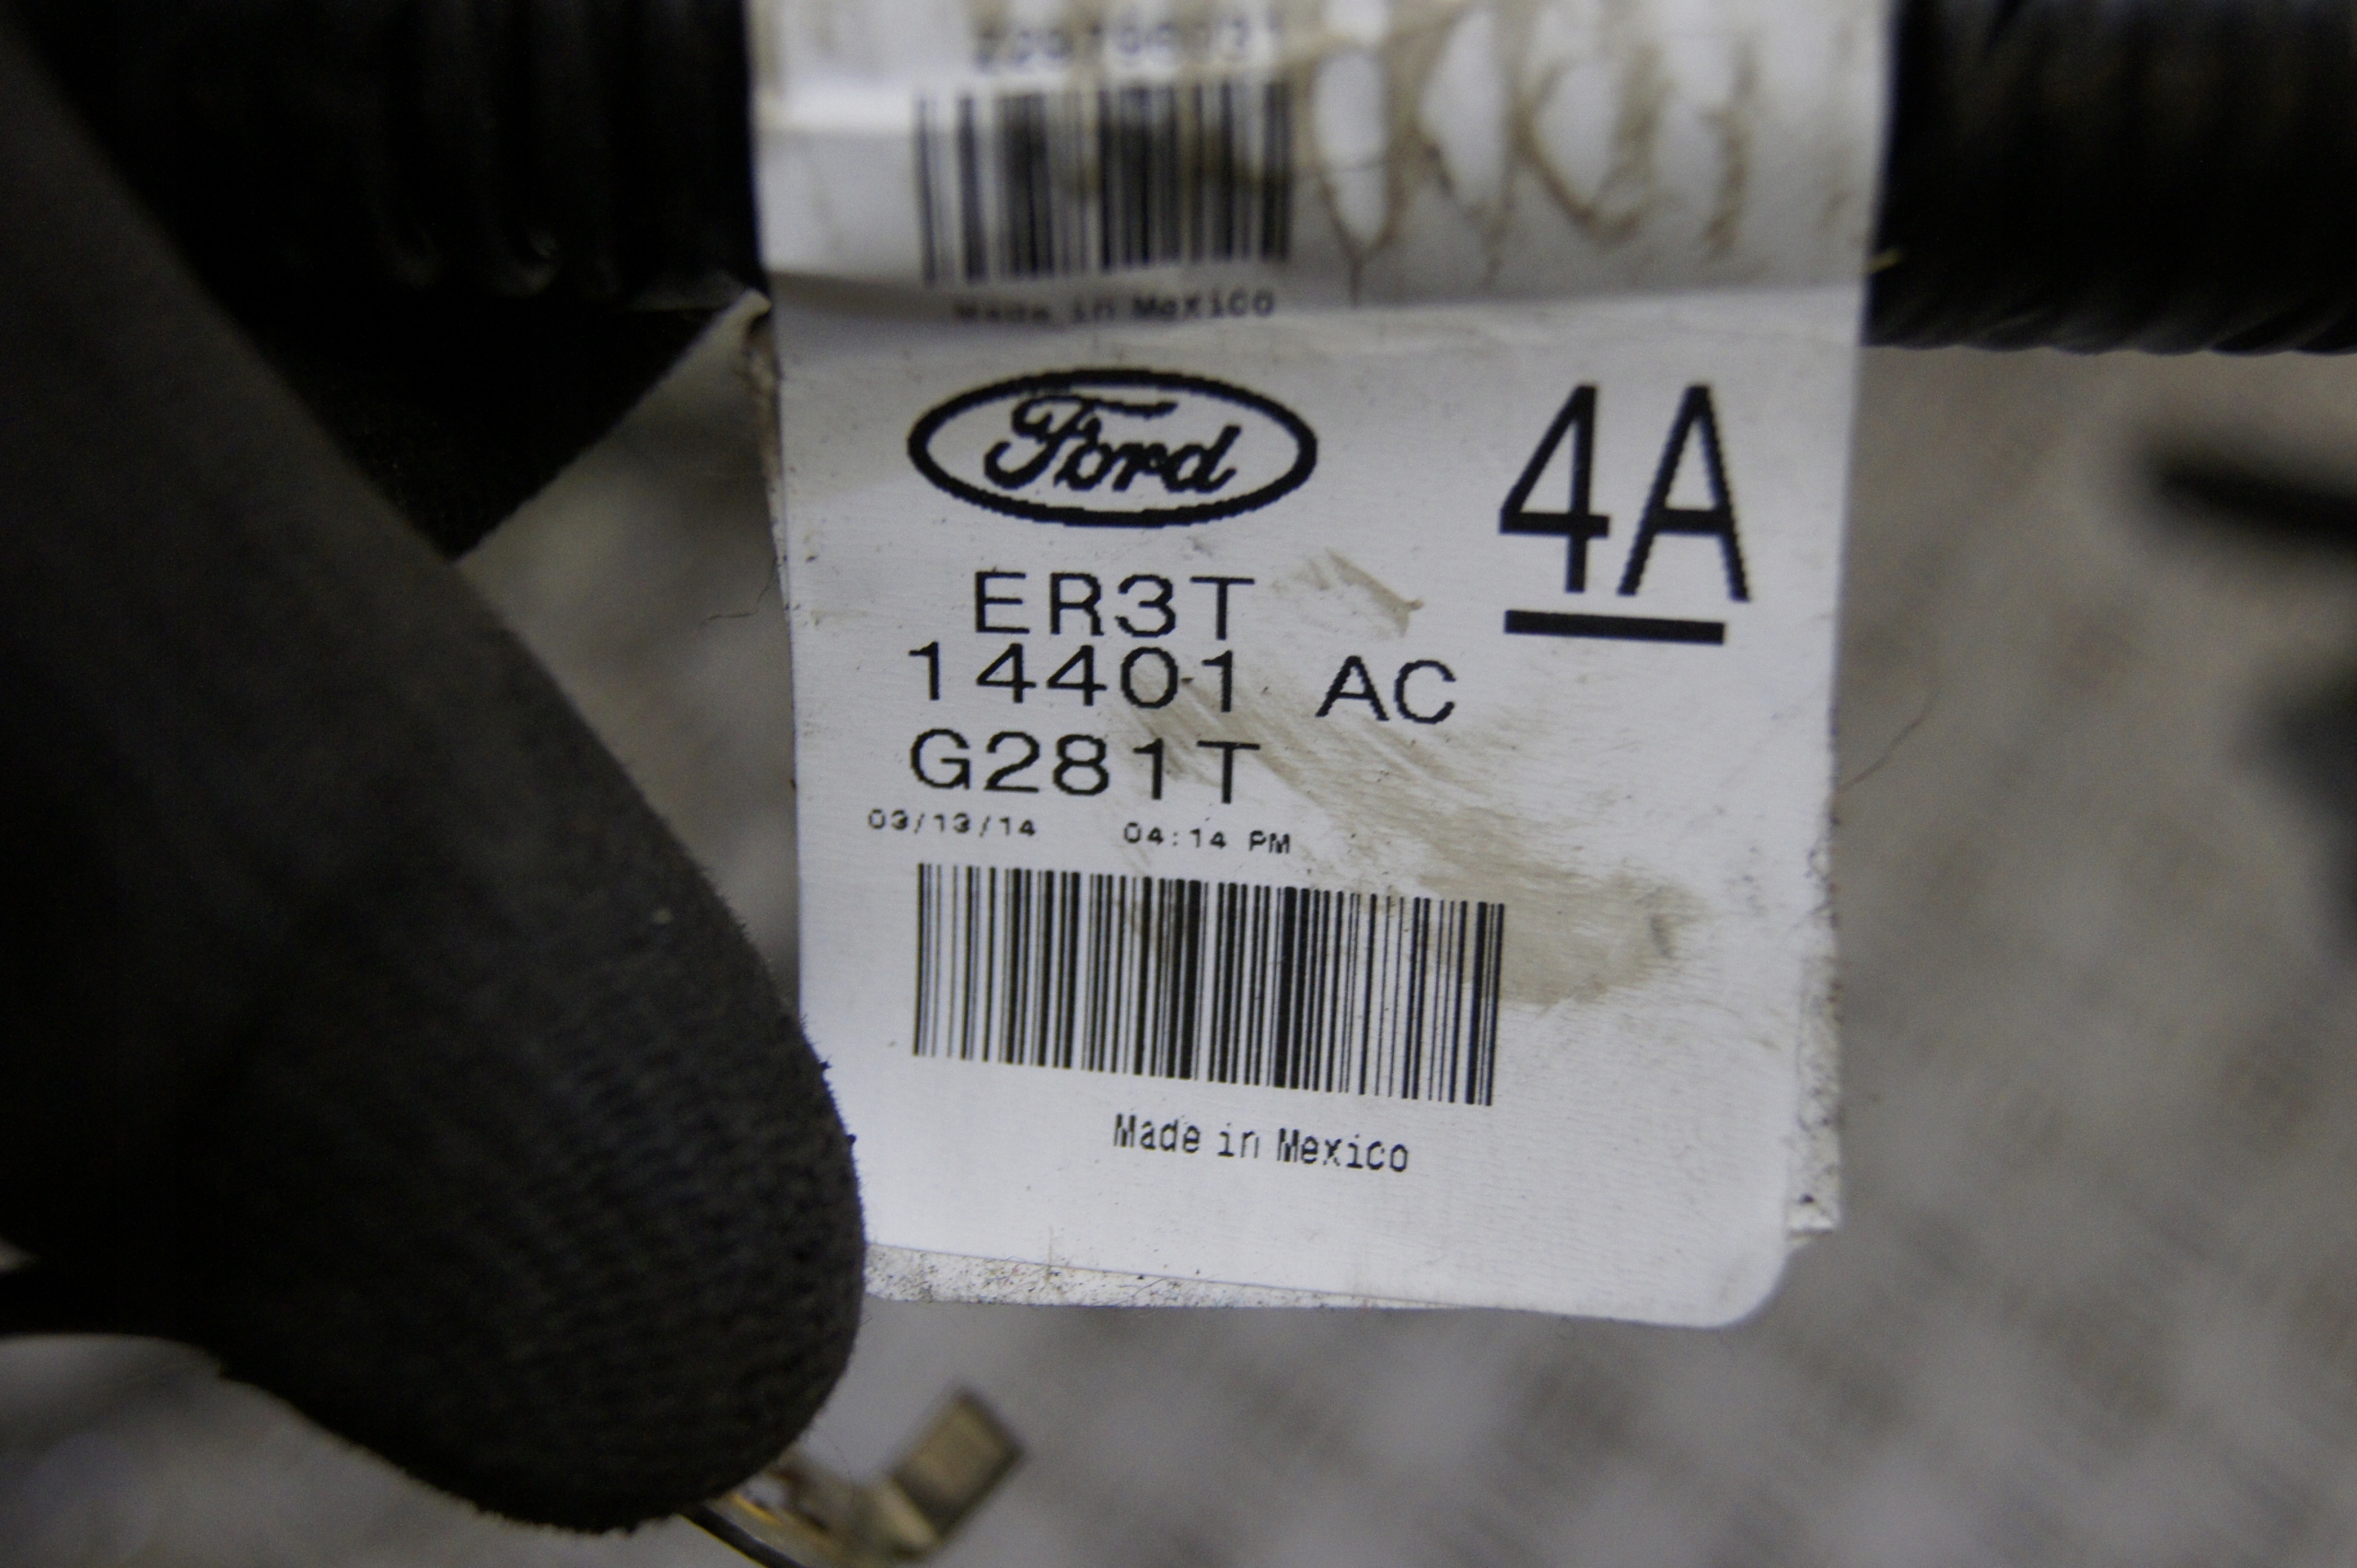 Made in Mexico
Ford
4A
ER3T
14401 AC
G281T
03/13/14 04:14 PM
Made in Mexico